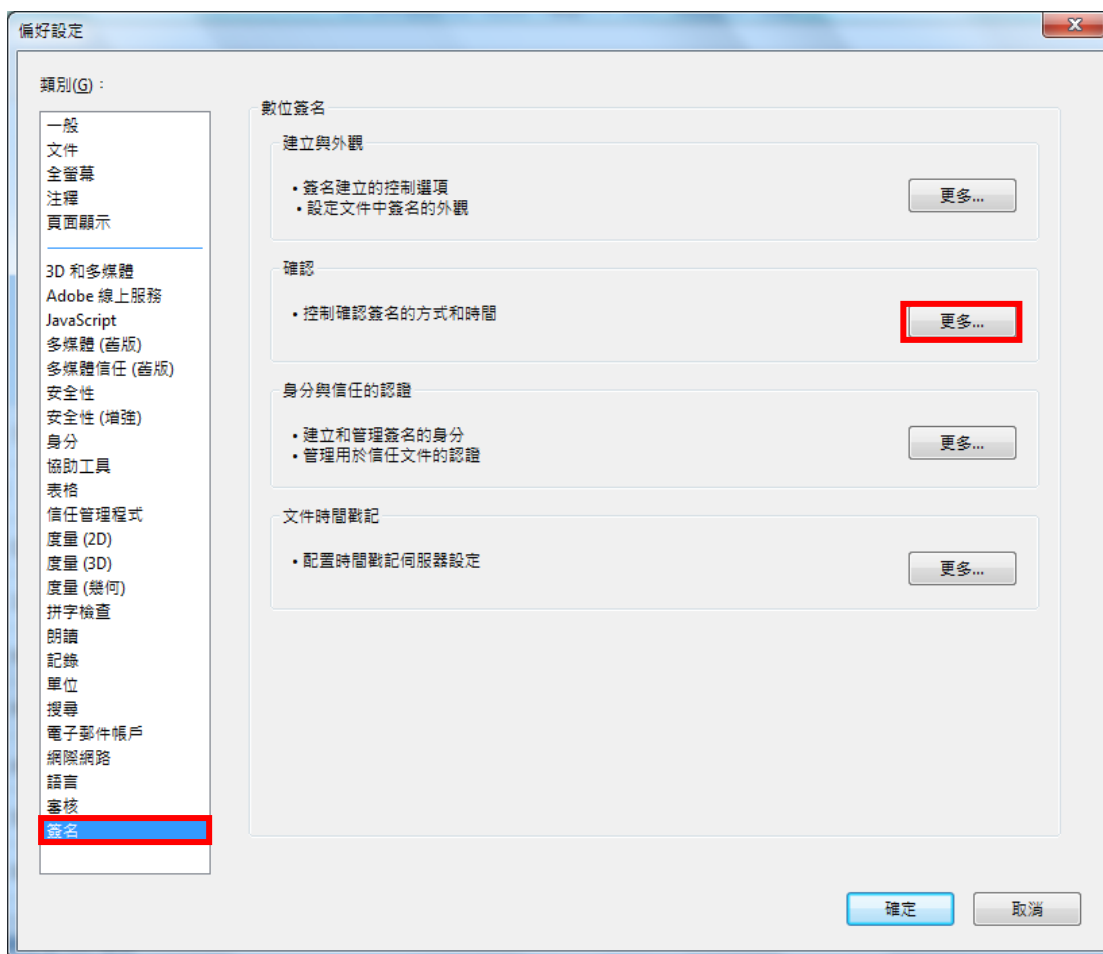 偏好設定
類別(G)：
一般
文件
全螢幕
注釋
頁面顯示
3D 和多媒體
Adobe 線上服務
JavaScript
多媒體 (舊版)
多媒體信任 (舊版)
安全性
安全性 (增強)
身分
協助工具
表格
信任管理程式
度量 (2D)
度量 (3D)
度量 (幾何)
拼字檢查
朗讀
記錄
單位
搜尋
電子郵件帳戶
網際網路
語言
審核
簽名
數位簽名
建立與外觀
• 簽名建立的控制選項
• 設定文件中簽名的外觀
更多...
確認
• 控制確認簽名的方式和時間
更多...
身分與信任的認證
• 建立和管理簽名的身分
• 管理用於信任文件的認證
更多...
文件時間戳記
• 配置時間戳記伺服器設定
更多...
確定
取消